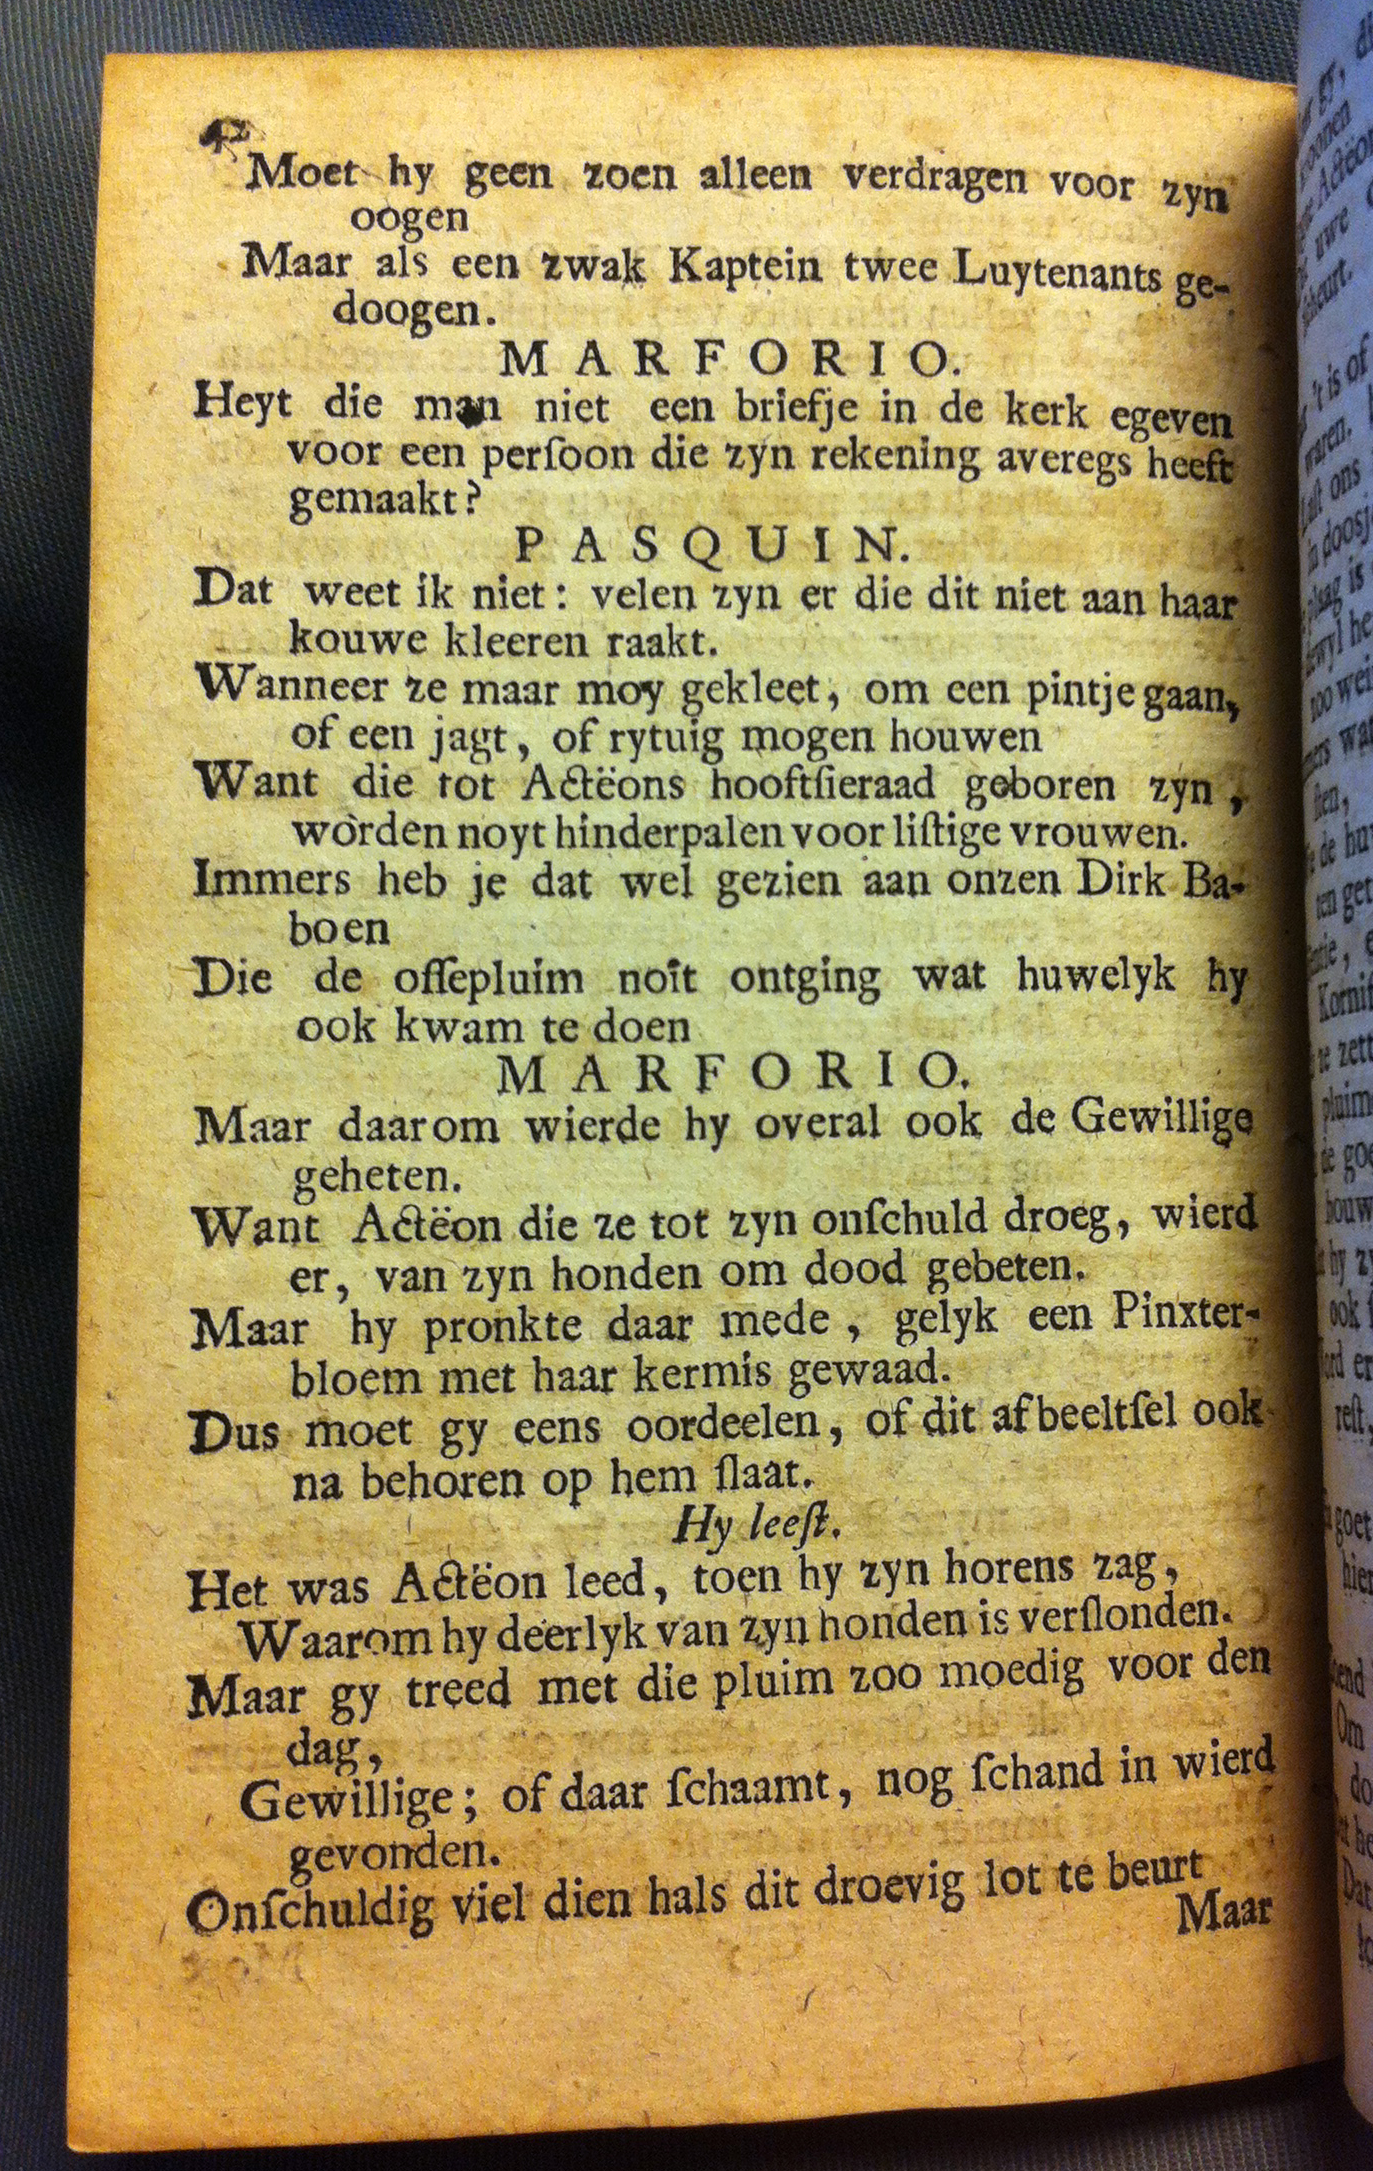 42
Moet hy geen zoen alleen verdragen voor zyn
oogen
Maar als een zwak Kaptein twee Luytenants ge-
doogen.
MARFORIO.
Heyt die man niet een briefje in de kerk egeven
voor een perſoon die zyn rekening averegs heeft
gemaakt?
PASQUIN.
Dat weet ik niet: velen zyn er die dit niet aan haar
kouwe kleeren raakt.
Wanneer ze maar moy gekleet, om een pintje gaan,
of een jagt, of rytuig mogen houwen
Want die tot Actëons hooftſieraad geboren zyn,
worden noyt hinderpalen voor liſtige vrouwen.
Immers heb je dat wel gezien aan onzen Dirk Ba-
boen
Die de oſſepluim noit ontging wat huwelyk hy
ook kwam te doen
MARFORIO.
Maar daarom wierde hy overal ook de Gewillige
geheten.
Want Actëon die ze tot zyn onſchuld droeg, wierd
er, van zyn honden om dood gebeten.
Maar hy pronkte daar mede, gelyk een Pinxter-
bloem met haar kermis gewaad.
Dus moet gy eens oordeelen, of dit afbeeltſel ook
na behoren op hem ſlaat.
Hy leeſt.
Het was Actëon leed, toen hy zyn horens zag,
Waarom hy deerlyk van zyn honden is verſlonden.
Maar gy treed met die pluim zoo moedig voor den
dag,
Gewillige; of daar ſchaamt, nog ſchand in wierd
gevonden.
Onſchuldig viel dien hals dit droevig lot te beurt
Maar